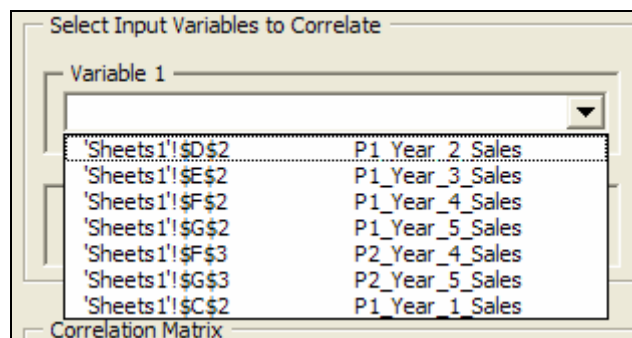 Select Input Variables to Correlate
Variable 1
'Sheets1'!$D$2 P1_Year_2_Sales
'Sheets1'!$E$2 P1_Year_3_Sales
'Sheets1'!$F$2 P1_Year_4_Sales
'Sheets1'!$G$2 P1_Year_5_Sales
'Sheets1'!$F$3 P2_Year_4_Sales
'Sheets1'!$G$3 P2_Year_5_Sales
'Sheets1'!$C$2 P1_Year_1_Sales
Correlation Matrix